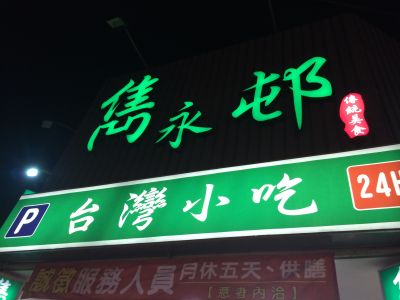 雋永邨
傳統美食
P 台灣小吃 24H
誠徵服務人員 月休五天、供膳
【意者內洽】